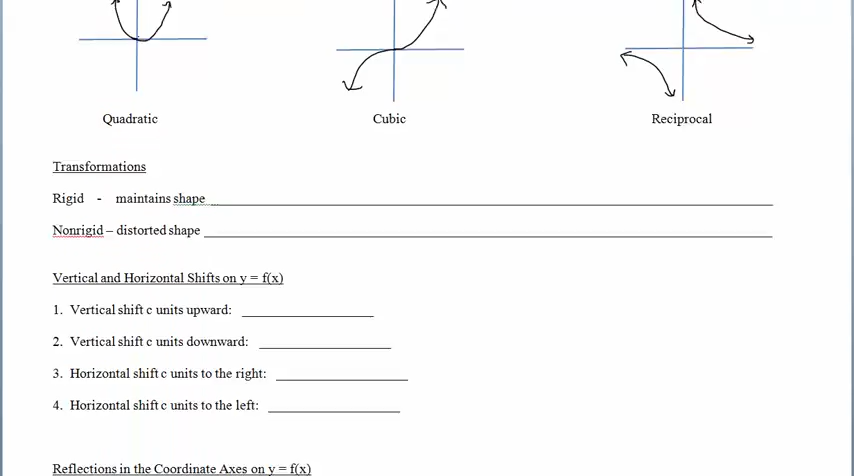 Quadratic Cubic Reciprocal
Transformations
Rigid - maintains shape
Nonrigid – distorted shape
Vertical and Horizontal Shifts on y = f(x)
1. Vertical shift c units upward:
2. Vertical shift c units downward:
3. Horizontal shift c units to the right:
4. Horizontal shift c units to the left:
Reflections in the Coordinate Axes on y = f(x)